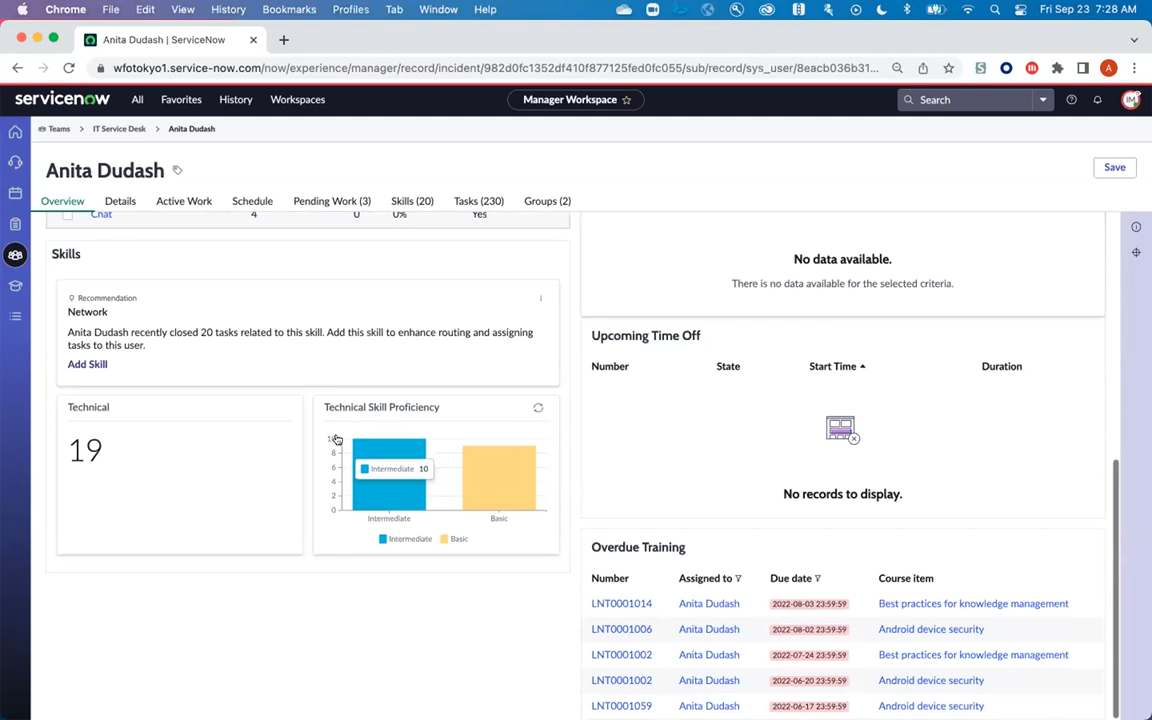 Chrome File Edit View History Bookmarks Profiles Tab Window Help Fri Sep 23 7:28 AM
Anita Dudash | ServiceNow
wfotokyo1.service-now.com/now/experience/manager/record/incident/982d0fc1352df410f877125fed0fc055/sub/record/sys_user/8eacb036b31... A
servicenow All Favorites History Workspaces Manager Workspace Search IM
Teams > IT Service Desk > Anita Dudash
Anita Dudash Save
Overview Details Active Work Schedule Pending Work (3) Skills (20) Tasks (230) Groups (2)
Chat 4 0 0% Yes
Skills
Recommendation
Network
Anita Dudash recently closed 20 tasks related to this skill. Add this skill to enhance routing and assigning
tasks to this user.
Add Skill
Technical
19
Technical Skill Proficiency
8
6
4
2
0
Intermediate 10
Intermediate Basic
Intermediate Basic
No data available.
There is no data available for the selected criteria.
Upcoming Time Off
Number State Start Time Duration
No records to display.
Overdue Training
Number Assigned to Due date Course item
LNT0001014 Anita Dudash 2022-08-03 23:59:59 Best practices for knowledge management
LNT0001006 Anita Dudash 2022-08-02 23:59:59 Android device security
LNT0001002 Anita Dudash 2022-07-24 23:59:59 Best practices for knowledge management
LNT0001002 Anita Dudash 2022-06-20 23:59:59 Android device security
LNT0001059 Anita Dudash 2022-06-17 23:59:59 Android device security